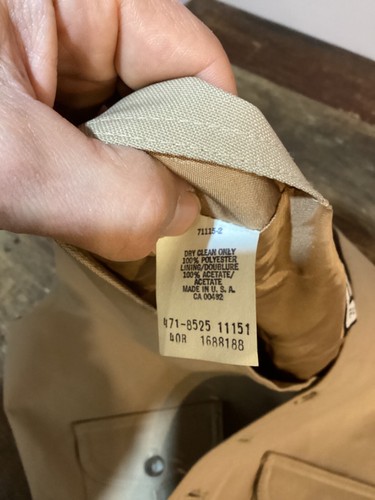 71115-2
DRY CLEAN ONLY
100% POLYESTER
LINING/DOUBLURE
100% ACETATE/
ACETATE
MADE IN U.S.A.
CA 00492
471-8525 11151
40R 1688188